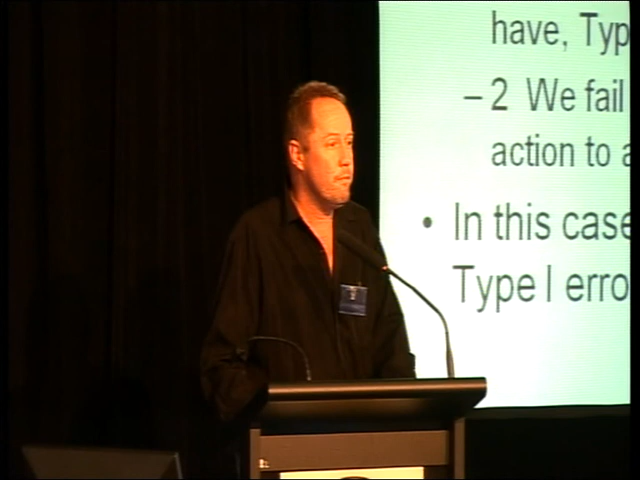 have, Typ
– 2 We fail
action to a
• In this case
Type I erro